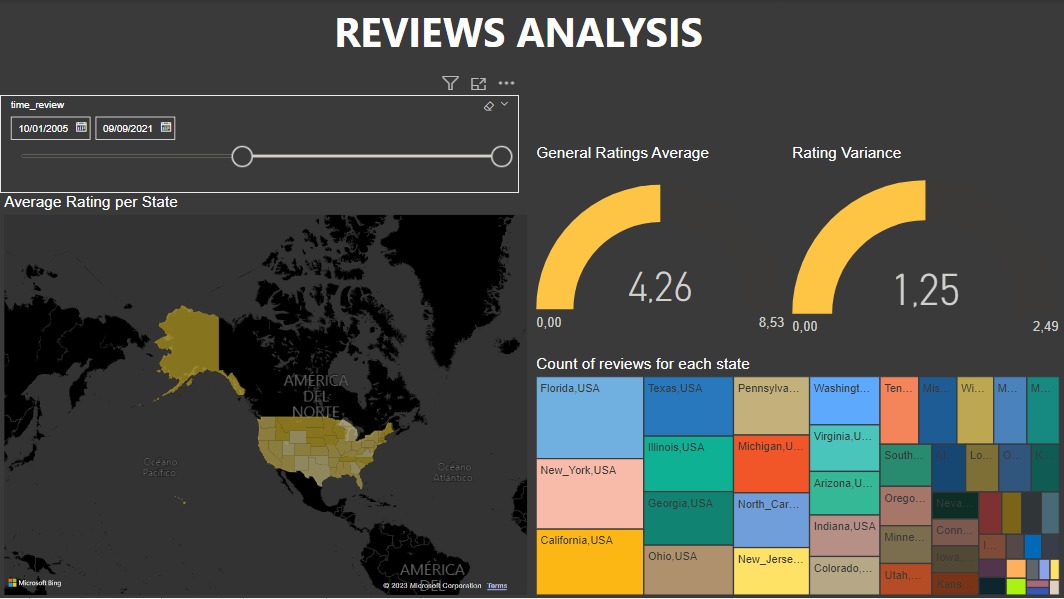 REVIEWS ANALYSIS
time_review
10/01/2005 09/09/2021
Average Rating per State
AMÉRICA
DEL
NORTE
Océano
Pacífico
Océano
Atlántico
AMÉRICA
DEL
Microsoft Bing
© 2023 Microsoft Corporation Terms
General Ratings Average
4,26
0,00 8,53
Rating Variance
1,25
0,00 2,49
Count of reviews for each state
Florida,USA
New_York,USA
California,USA
Texas,USA
Illinois,USA
Georgia,USA
Ohio,USA
Pennsylva...
Michigan,U...
North_Car...
New_Jerse...
Washingt...
Virginia,U...
Arizona,U...
Indiana,USA
Colorado,...
Ten...
Mis...
Wi...
M...
M...
South...
Orego...
Minne...
Utah,...
Lo...
O...
Neva...
Conn...
Iowa...
Kans...
I...